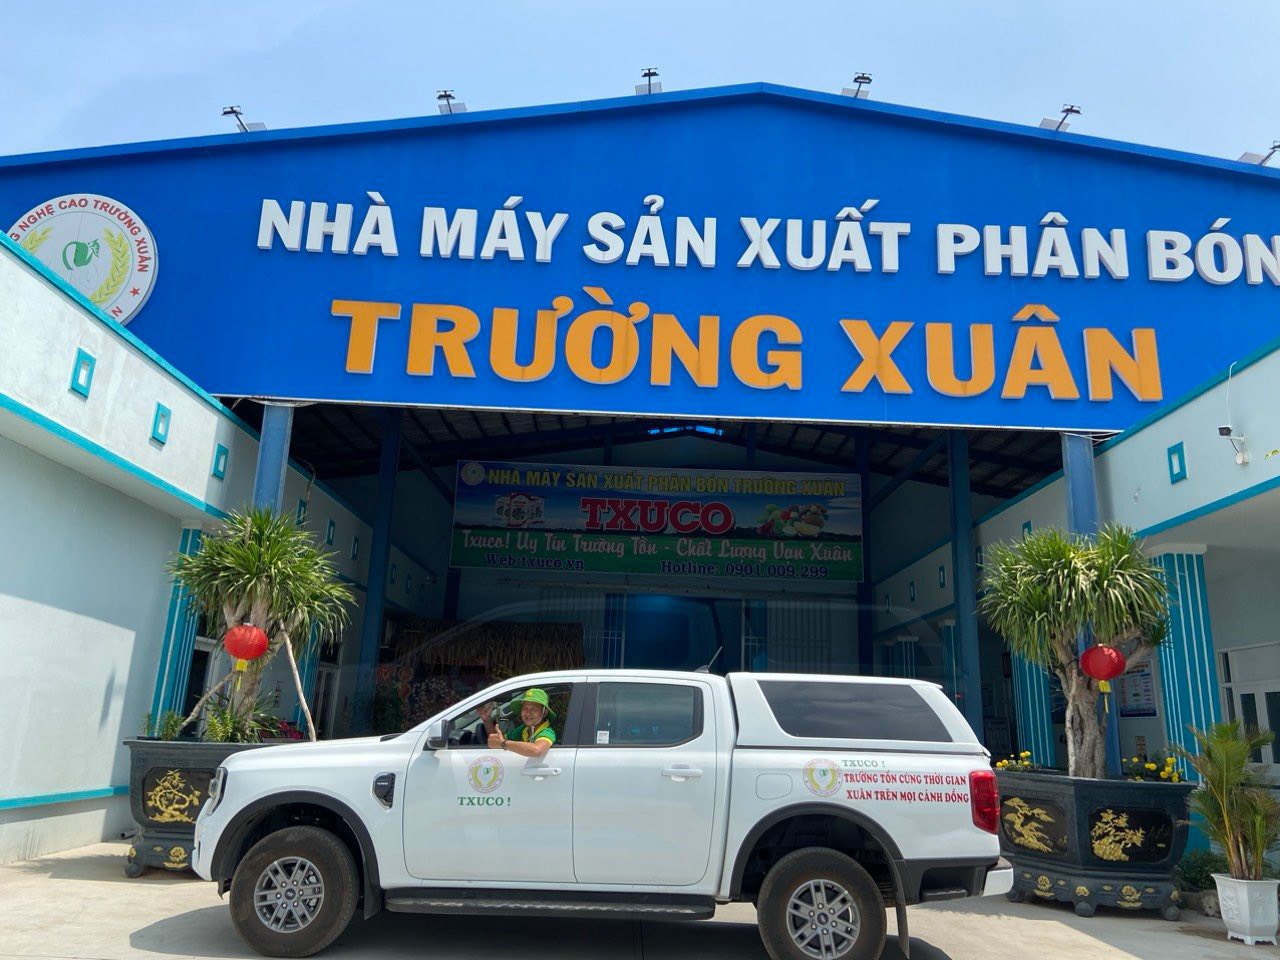 NHÀ MÁY SẢN XUẤT PHÂN BÓN
TRƯỜNG XUÂN
NGHỆ CAO TRƯỜNG XUÂN
NHÀ MÁY SẢN XUẤT PHÂN BÓN TRƯỜNG XUÂN
TXUCO
Txuco! Uy Tín Trường Tồn - Chất Lượng Vạn Xuân
Web:txuco.vn Hotline: 0901.009.299
TXUCO !
TXUCO !
TRƯỜNG TỒN CÙNG THỜI GIAN
XUÂN TRÊN MỌI CÁNH ĐỒNG